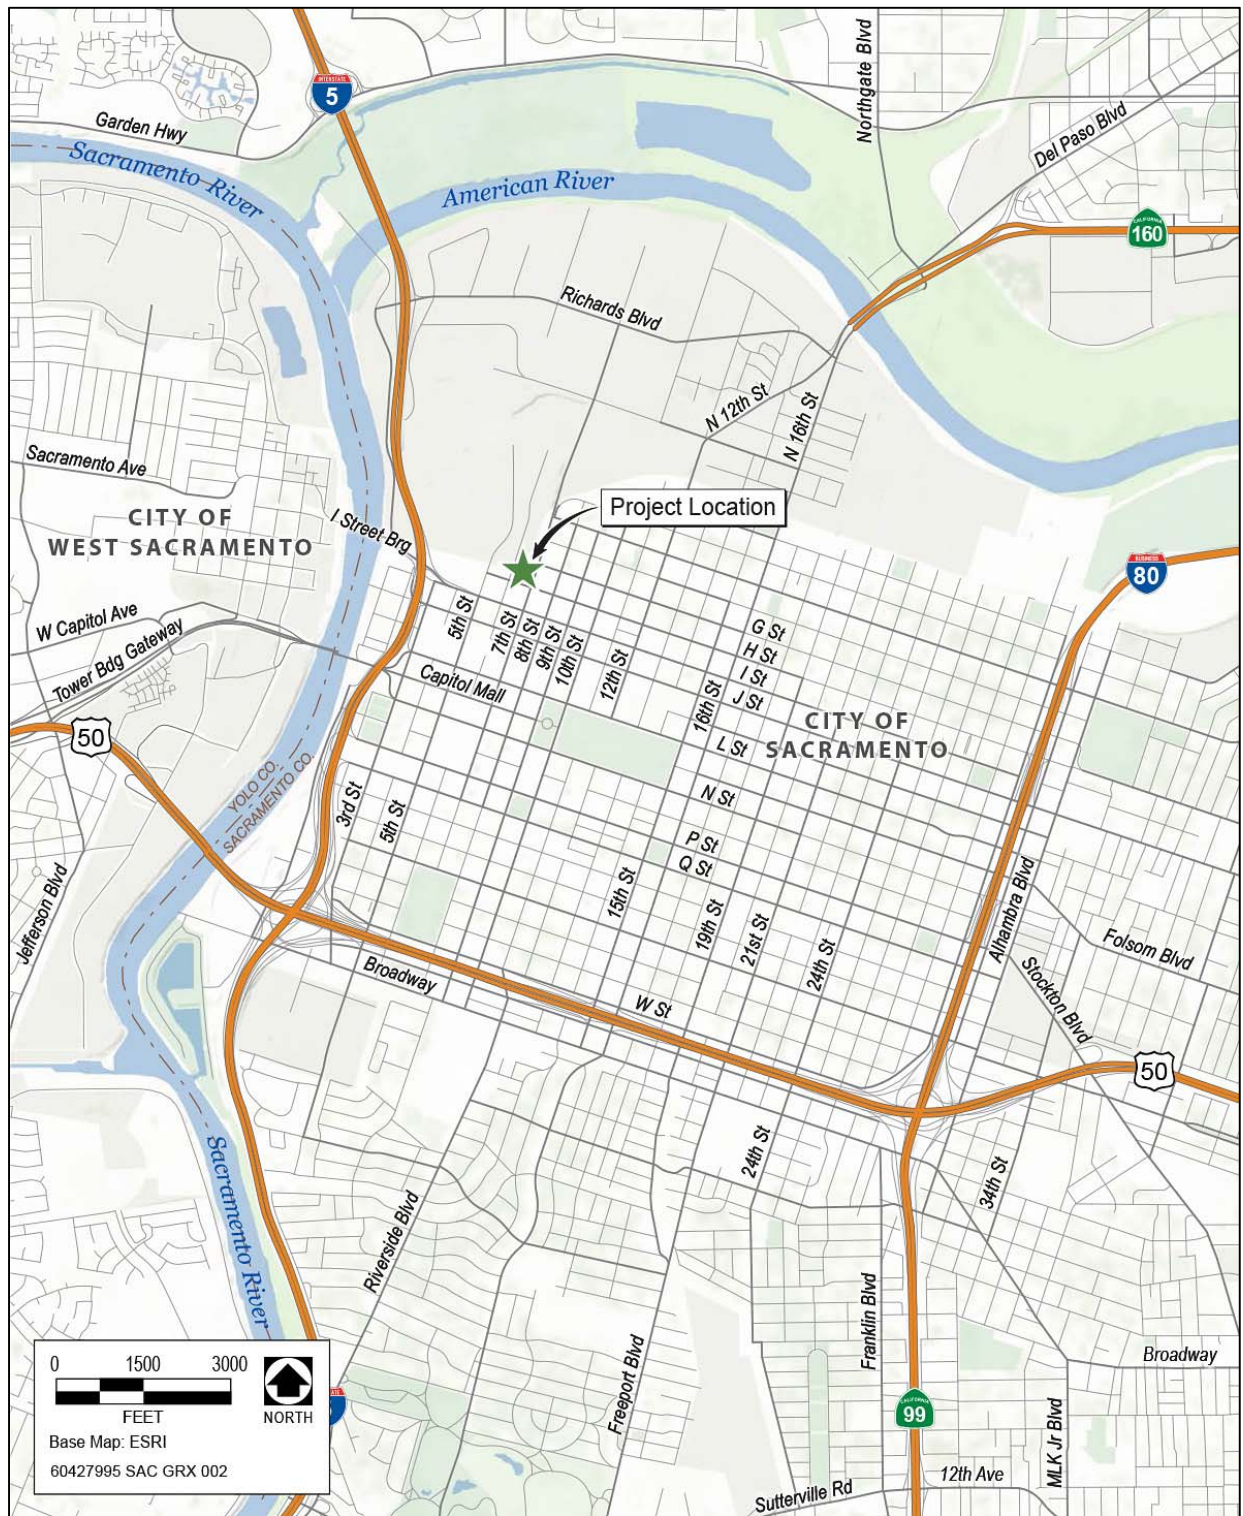 INTERSTATE
5
Garden Hwy
Sacramento River
American River
Northgate Blvd
Del Paso Blvd
CALIFORNIA
160
Richards Blvd
N 12th St
N 16th St
Sacramento Ave
CITY OF
WEST SACRAMENTO
I Street Brg
Project Location
BUSINESS
80
W Capitol Ave
Tower Bdg Gateway
5th St
7th St
8th St
9th St
10th St
12th St
Capitol Mall
G St
H St
I St
J St
16th St
L St
CITY OF
SACRAMENTO
50
YOLO CO.
SACRAMENTO CO.
3rd St
5th St
N St
P St
Q St
15th St
19th St
21st St
24th St
Alhambra Blvd
Folsom Blvd
Stockton Blvd
Jefferson Blvd
Broadway
W St
50
24th St
34th St
Sacramento River
Riverside Blvd
Freeport Blvd
Franklin Blvd
Broadway
CALIFORNIA
99
MLK Jr Blvd
12th Ave
Sutterville Rd
0 1500 3000
FEET
NORTH
Base Map: ESRI
60427995 SAC GRX 002